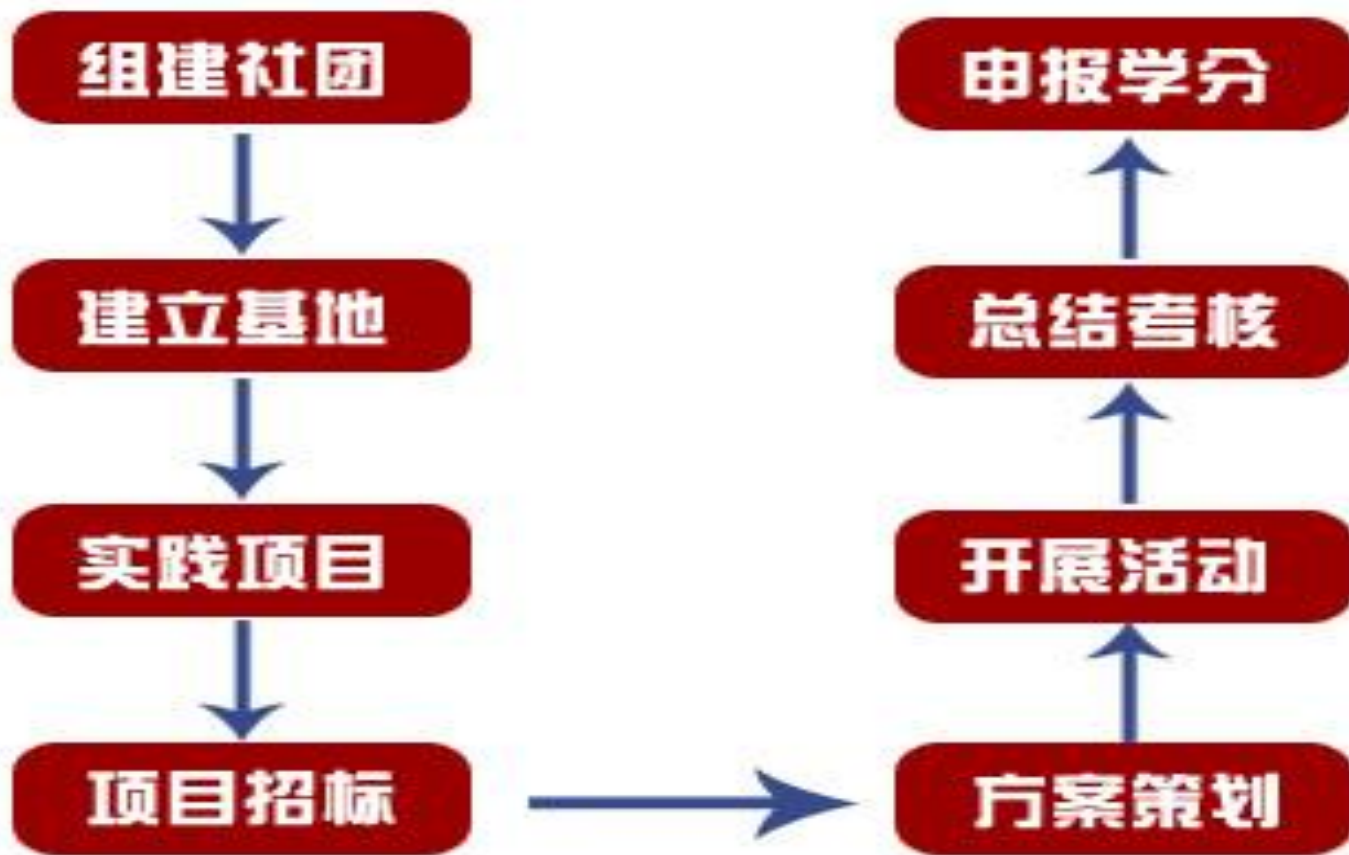 组建社团
建立基地
实践项目
项目招标
方案策划
开展活动
总结考核
申报学分